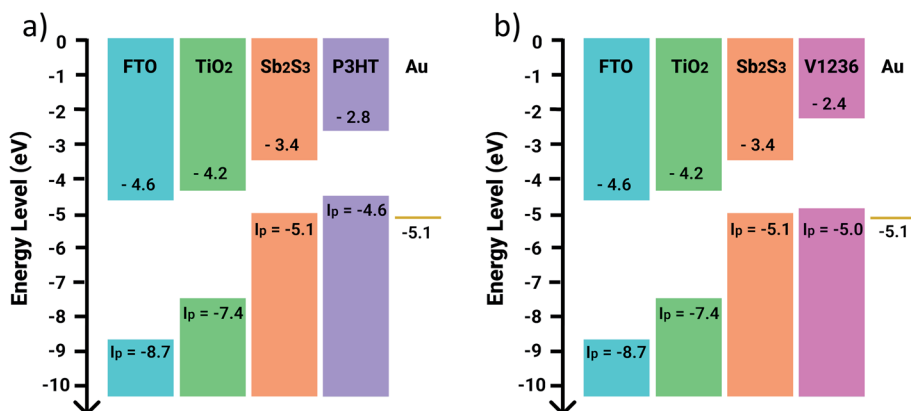 a)
Energy Level (eV)
0
-1
-2
-3
-4
-5
-6
-7
-8
-9
-10
FTO TiO₂ Sb₂S₃ P3HT Au
- 2.8
- 3.4
- 4.2
- 4.6
Iₚ = -4.6
Iₚ = -5.1
-5.1
Iₚ = -7.4
Iₚ = -8.7
b)
Energy Level (eV)
0
-1
-2
-3
-4
-5
-6
-7
-8
-9
-10
FTO TiO₂ Sb₂S₃ V1236 Au
- 2.4
- 3.4
- 4.2
- 4.6
Iₚ = -5.1 Iₚ = -5.0
-5.1
Iₚ = -7.4
Iₚ = -8.7